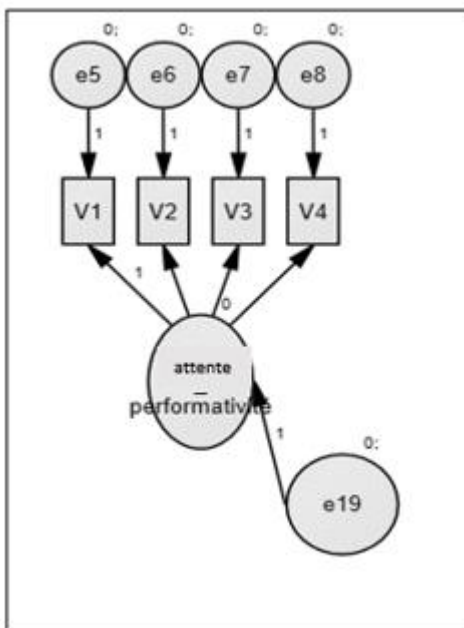 0; 0; 0; 0;
e5 e6 e7 e8
1 1 1 1
V1 V2 V3 V4
1
0
attente
_
performativité
1
0;
e19